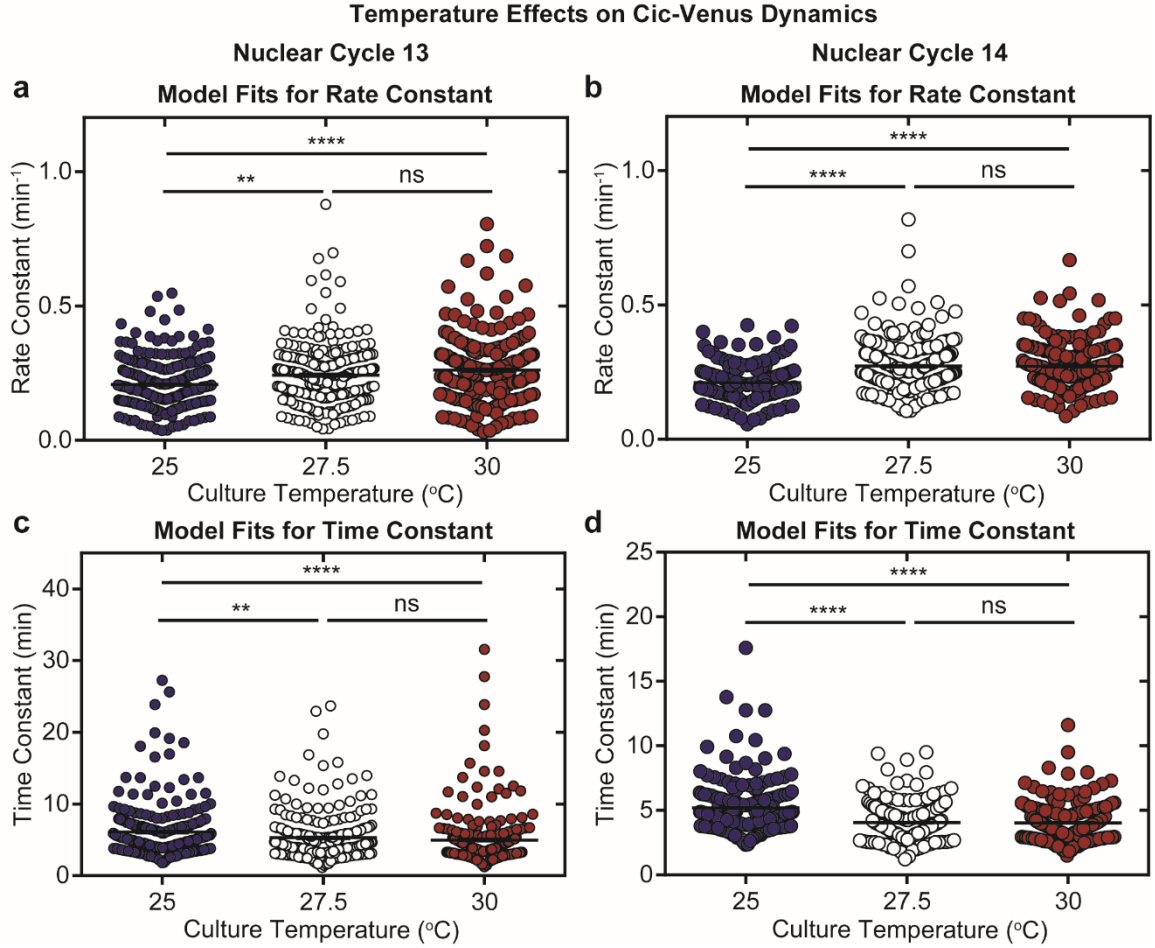 Temperature Effects on Cic-Venus Dynamics
Nuclear Cycle 13
Nuclear Cycle 14
a
Model Fits for Rate Constant
Rate Constant (min⁻¹)
1.0
0.5
0.0
****
**
ns
25
27.5
30
Culture Temperature (°C)
b
Model Fits for Rate Constant
Rate Constant (min⁻¹)
1.0
0.5
0.0
****
****
ns
25
27.5
30
Culture Temperature (°C)
c
Model Fits for Time Constant
Time Constant (min)
40
30
20
10
0
****
**
ns
25
27.5
30
Culture Temperature (°C)
d
Model Fits for Time Constant
Time Constant (min)
25
20
15
10
5
0
****
****
ns
25
27.5
30
Culture Temperature (°C)